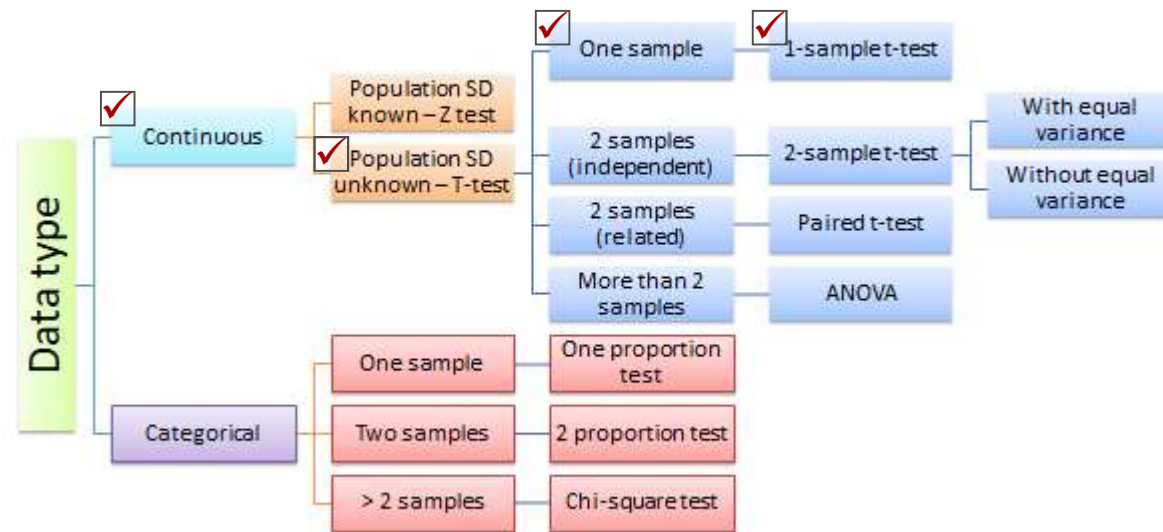 Data type
Continuous
Population SD
known – Z test
Population SD
unknown – T-test
One sample
1-sample t-test
2 samples
(independent)
2-sample t-test
With equal
variance
Without equal
variance
2 samples
(related)
Paired t-test
More than 2
samples
ANOVA
Categorical
One sample
One proportion
test
Two samples
2 proportion test
> 2 samples
Chi-square test